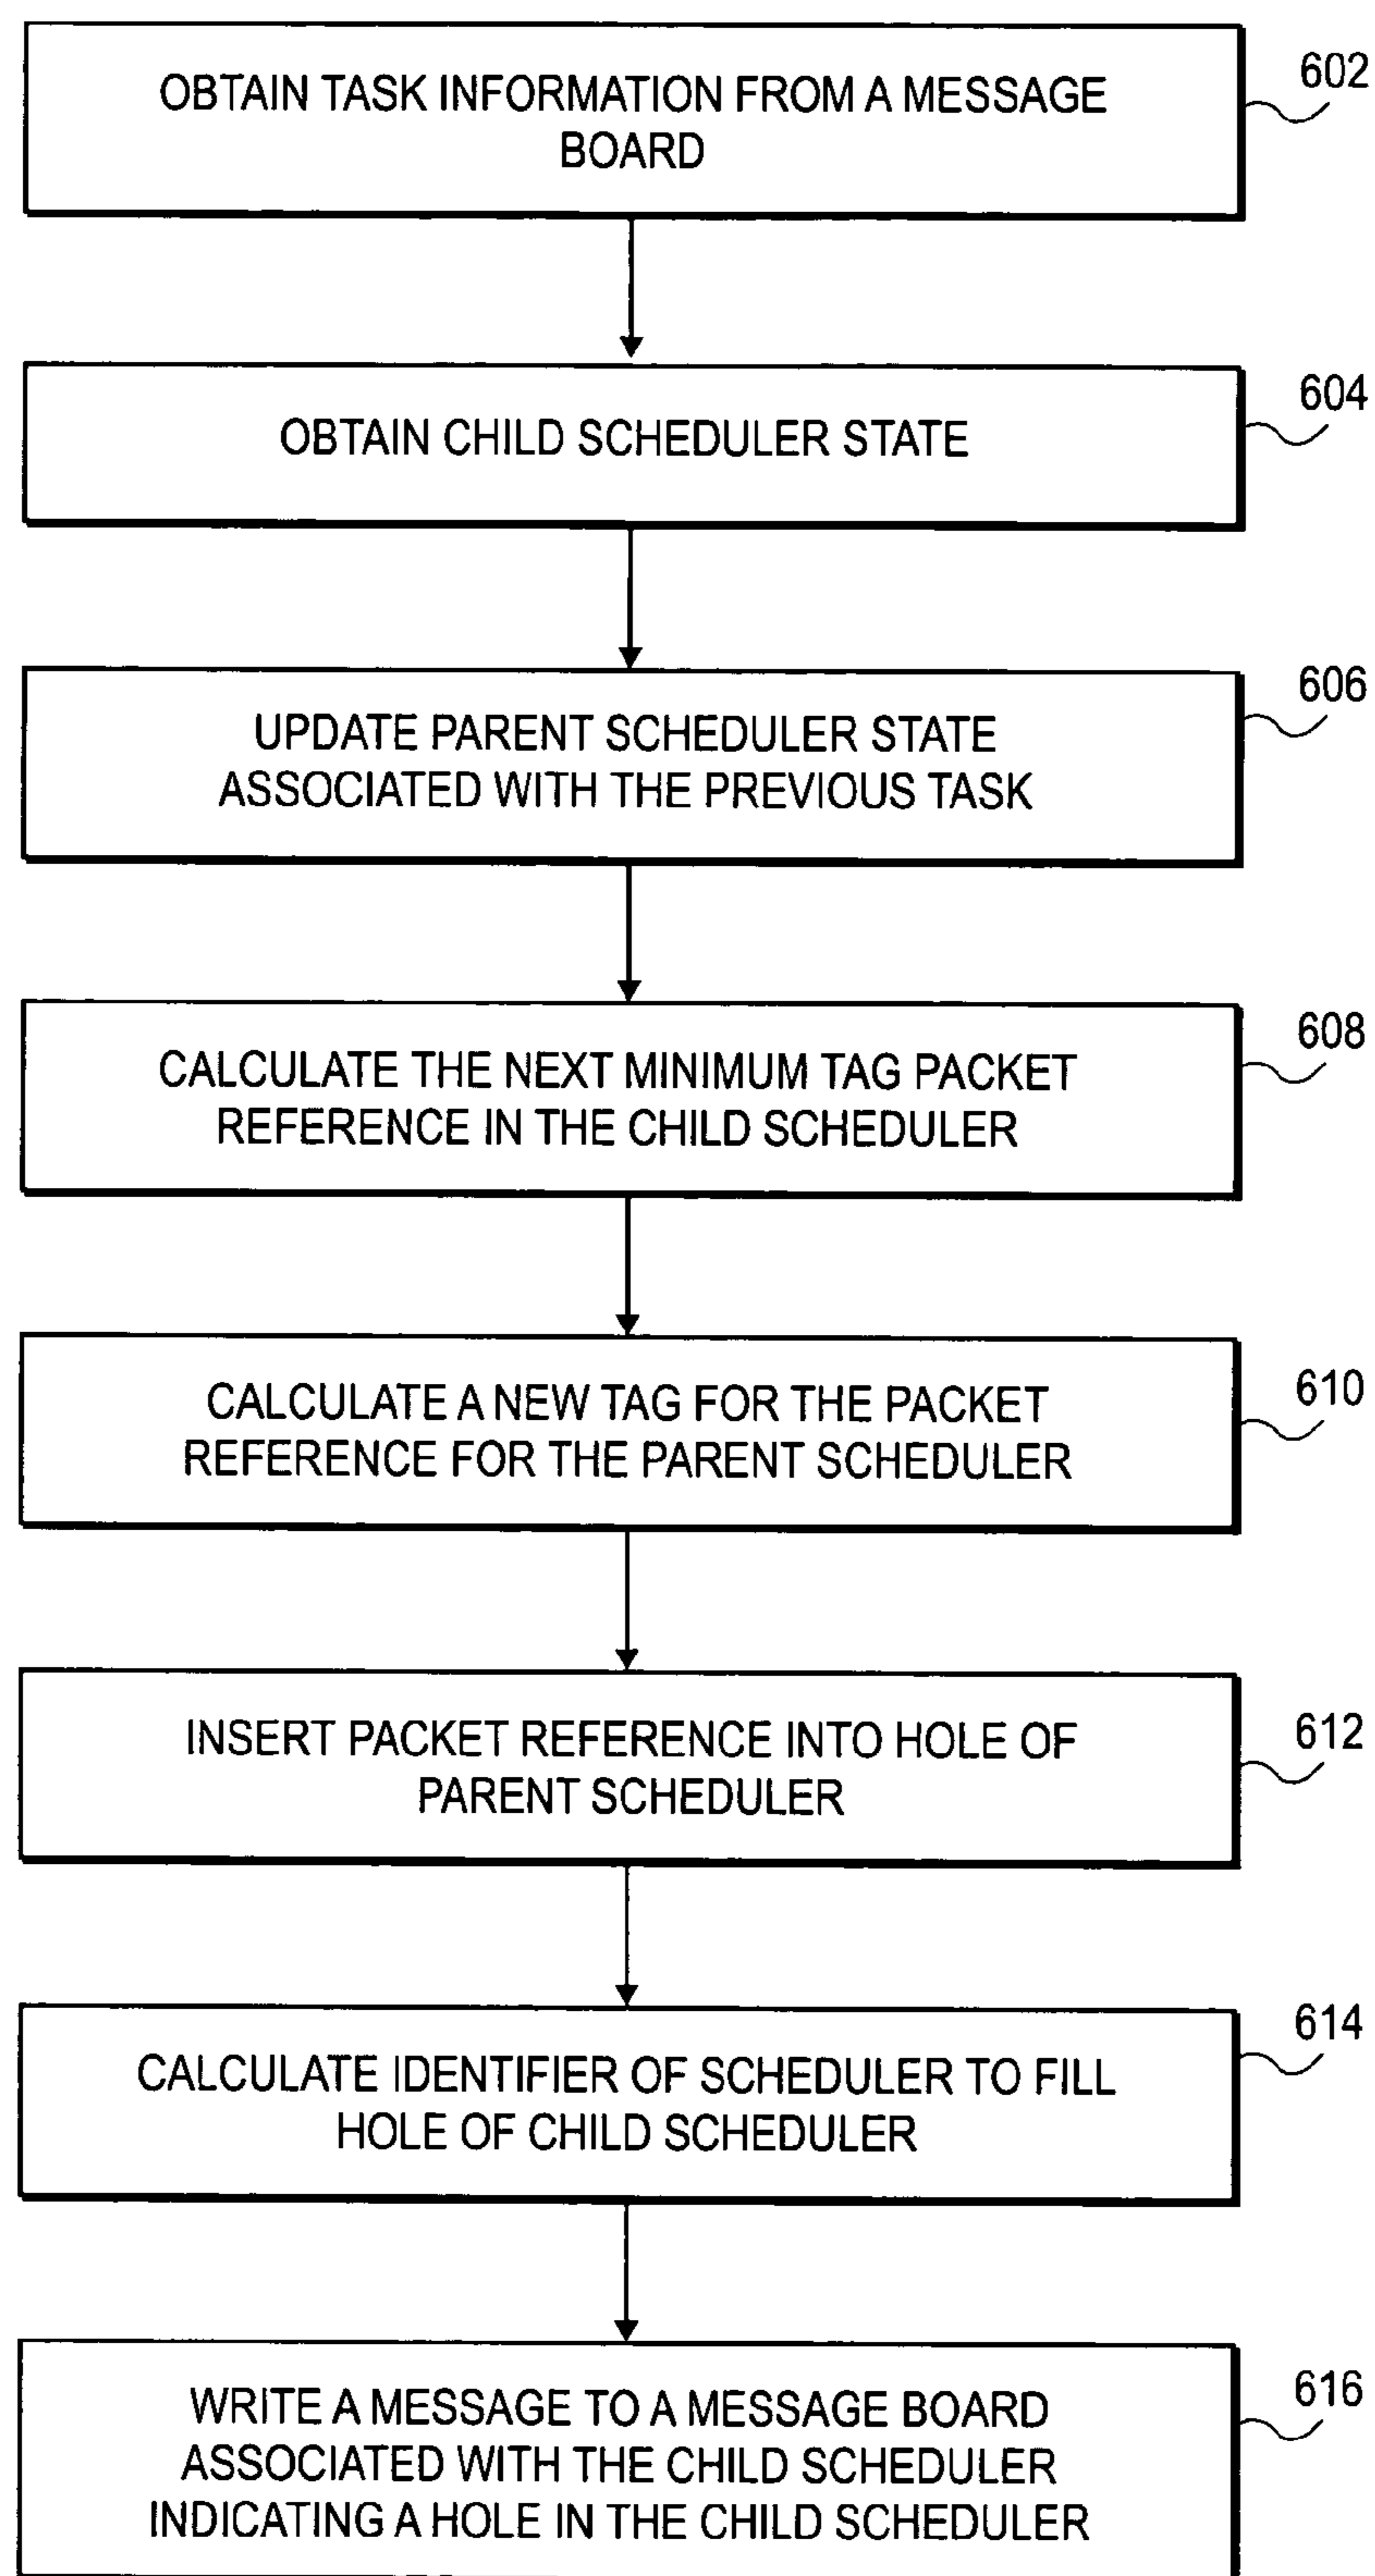 OBTAIN TASK INFORMATION FROM A MESSAGE
BOARD
602
OBTAIN CHILD SCHEDULER STATE
604
UPDATE PARENT SCHEDULER STATE
ASSOCIATED WITH THE PREVIOUS TASK
606
CALCULATE THE NEXT MINIMUM TAG PACKET
REFERENCE IN THE CHILD SCHEDULER
608
CALCULATE A NEW TAG FOR THE PACKET
REFERENCE FOR THE PARENT SCHEDULER
610
INSERT PACKET REFERENCE INTO HOLE OF
PARENT SCHEDULER
612
CALCULATE IDENTIFIER OF SCHEDULER TO FILL
HOLE OF CHILD SCHEDULER
614
WRITE A MESSAGE TO A MESSAGE BOARD
ASSOCIATED WITH THE CHILD SCHEDULER
INDICATING A HOLE IN THE CHILD SCHEDULER
616